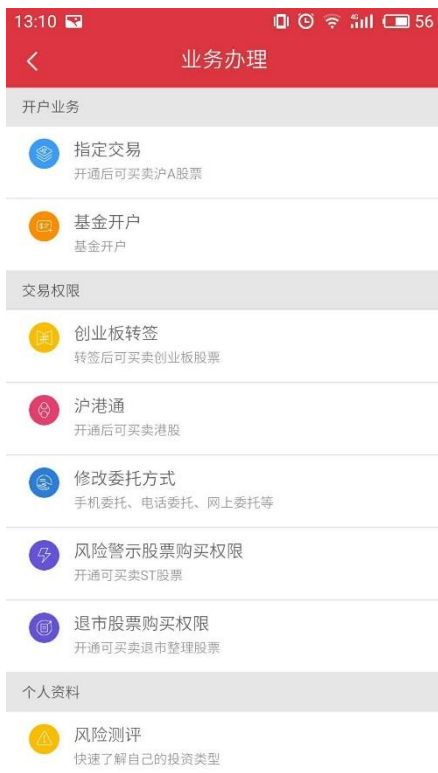 13:10 4G 56
业务办理
开户业务
指定交易
开通后可买卖沪A股票
基金开户
基金开户
交易权限
创业板转签
转签后可买卖创业板股票
沪港通
开通后可买卖港股
修改委托方式
手机委托、电话委托、网上委托等
风险警示股票购买权限
开通可买卖ST股票
退市股票购买权限
开通可买卖退市整理股票
个人资料
风险测评
快速了解自己的投资类型